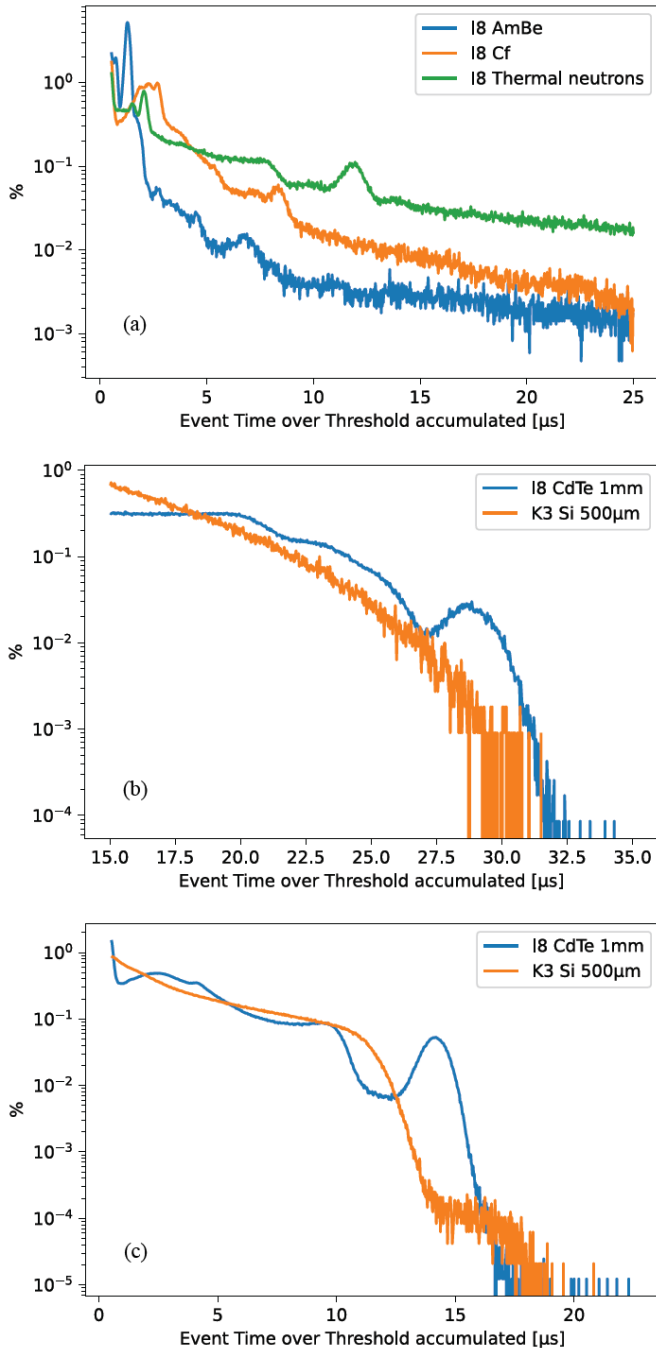 I8 AmBe
I8 Cf
I8 Thermal neutrons
10⁰
10⁻¹
10⁻²
10⁻³
%
(a)
0 5 10 15 20 25
Event Time over Threshold accumulated [µs]
I8 CdTe 1mm
K3 Si 500µm
10⁰
10⁻¹
10⁻²
10⁻³
10⁻⁴
%
(b)
15.0 17.5 20.0 22.5 25.0 27.5 30.0 32.5 35.0
Event Time over Threshold accumulated [µs]
I8 CdTe 1mm
K3 Si 500µm
10⁰
10⁻¹
10⁻²
10⁻³
10⁻⁴
10⁻⁵
%
(c)
0 5 10 15 20
Event Time over Threshold accumulated [µs]